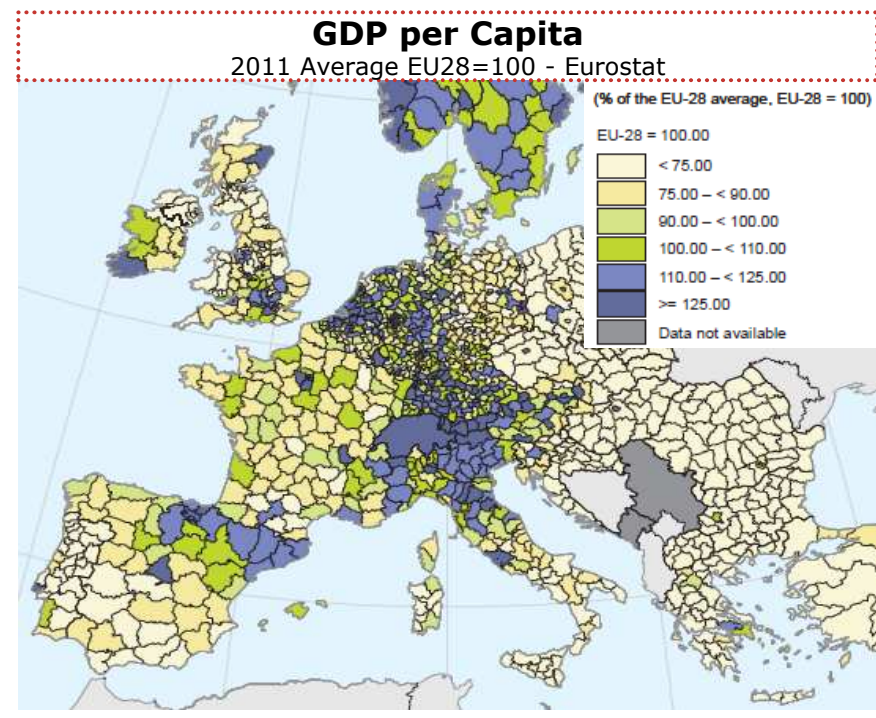 GDP per Capita
2011 Average EU28=100 - Eurostat
(% of the EU-28 average, EU-28 = 100)
EU-28 = 100.00
< 75.00
75.00 – < 90.00
90.00 – < 100.00
100.00 – < 110.00
110.00 – < 125.00
>= 125.00
Data not available